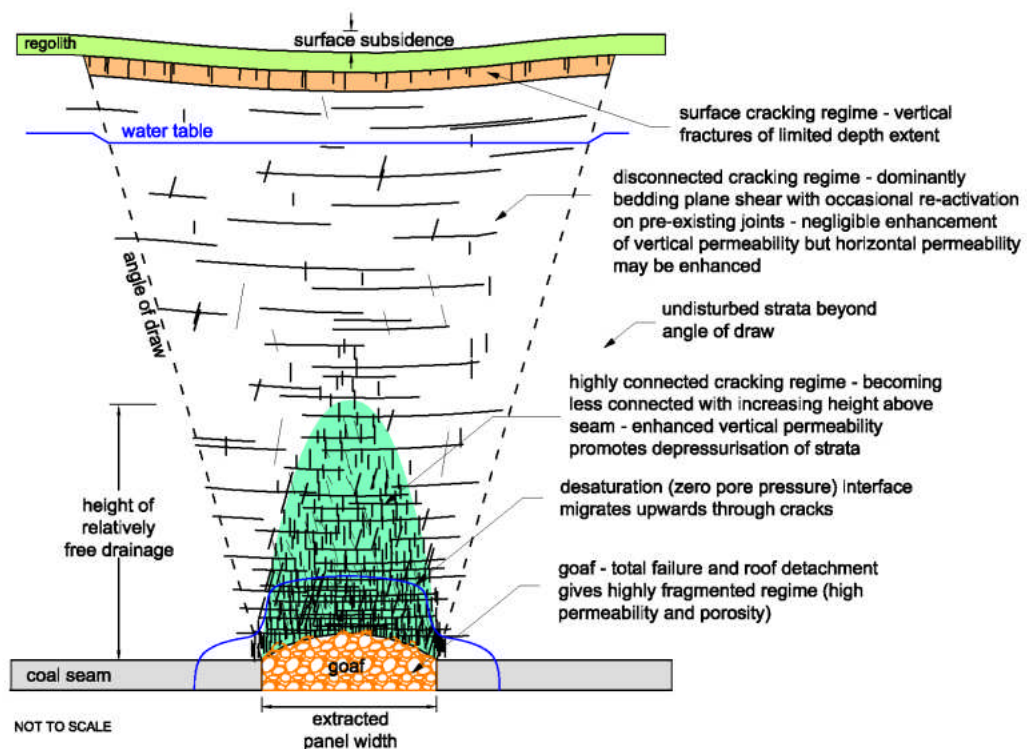 surface subsidence
regolith
surface cracking regime - vertical
fractures of limited depth extent
water table
disconnected cracking regime - dominantly
bedding plane shear with occasional re-activation
on pre-existing joints - negligible enhancement
of vertical permeability but horizontal permeability
may be enhanced
angle of draw
undisturbed strata beyond
angle of draw
highly connected cracking regime - becoming
less connected with increasing height above
seam - enhanced vertical permeability
promotes depressurisation of strata
height of
relatively
free drainage
desaturation (zero pore pressure) interface
migrates upwards through cracks
goaf - total failure and roof detachment
gives highly fragmented regime (high
permeability and porosity)
coal seam
goaf
NOT TO SCALE
extracted
panel width